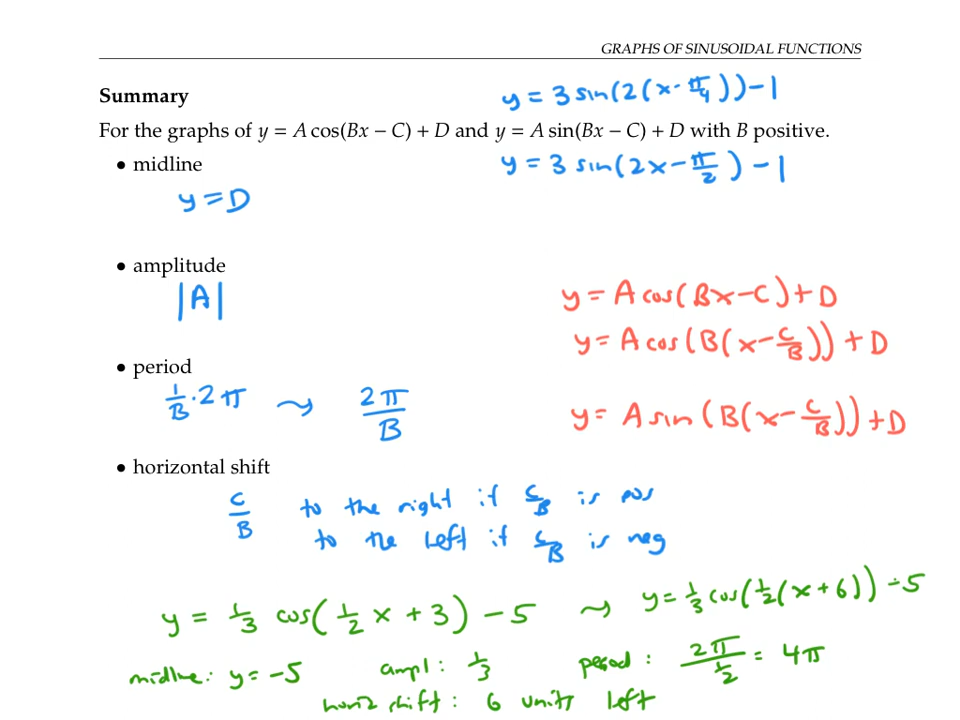 GRAPHS OF SINUSOIDAL FUNCTIONS
Summary
y = 3 sin(2(x - π/4)) - 1
For the graphs of y = A cos(Bx − C) + D and y = A sin(Bx − C) + D with B positive.
• midline
y = 3 sin(2x - π/2) - 1
y = D
• amplitude
|A|
y = A cos(Bx - C) + D
y = A cos(B(x - C/B)) + D
• period
1/B · 2π ⤳ 2π/B
y = A sin(B(x - C/B)) + D
• horizontal shift
C/B to the right if C/B is pos
to the left if C/B is neg
y = 1/3 cos(1/2 x + 3) - 5 ⤳ y = 1/3 cos(1/2(x + 6)) - 5
midline: y = -5 ampl: 1/3 period: 2π/(1/2) = 4π
horiz shift: 6 units left